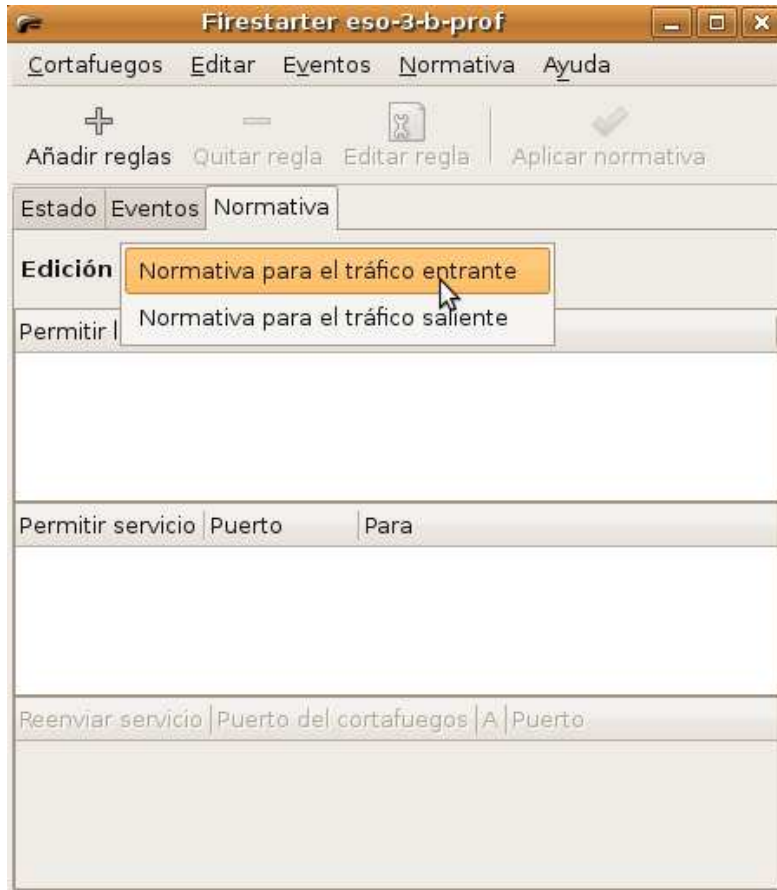 Firestarter eso-3-b-prof
Cortafuegos Editar Eventos Normativa Ayuda
Añadir reglas Quitar regla Editar regla Aplicar normativa
Estado Eventos Normativa
Edición
Normativa para el tráfico entrante
Normativa para el tráfico saliente
Permitir
Permitir servicio Puerto Para
Reenviar servicio Puerto del cortafuegos A Puerto